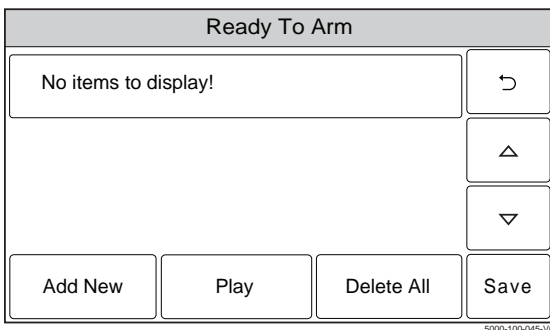 Ready To Arm
No items to display!
Add New
Play
Delete All
Save